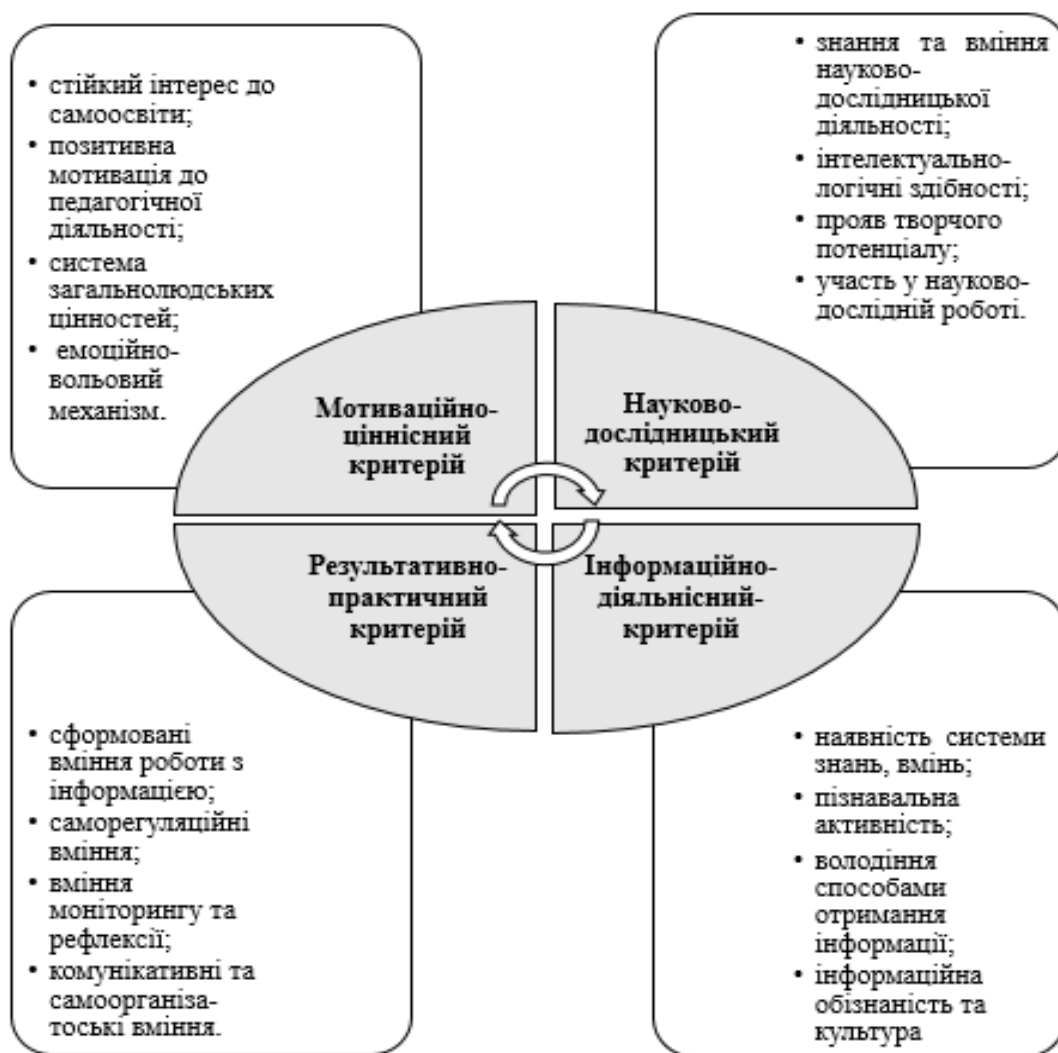 • стійкий інтерес до
самоосвіти;
• позитивна
мотивація до
педагогічної
діяльності;
• система
загальнолюдських
цінностей;
• емоційно-
вольовий
механізм.
• знання та вміння
науково-
дослідницької
діяльності;
• інтелектуально-
логічні здібності;
• прояв творчого
потенціалу;
• участь у науково-
дослідній роботі.
Мотиваційно-
ціннісний
критерій
Науково-
дослідницький
критерій
Результативно-
практичний
критерій
Інформаційно-
діяльнісний-
критерій
• сформовані
вміння роботи з
інформацією;
• саморегуляційні
вміння;
• вміння
моніторингу та
рефлексії;
• комунікативні та
самоорганіза-
тоські вміння.
• наявність системи
знань, вмінь;
• пізнавальна
активність;
• володіння
способами
отримання
інформації;
• інформаційна
обізнаність та
культура